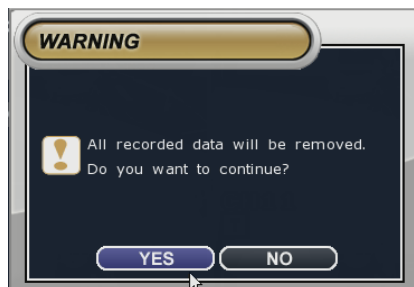 WARNING
!
All recorded data will be removed.
Do you want to continue?
YES NO